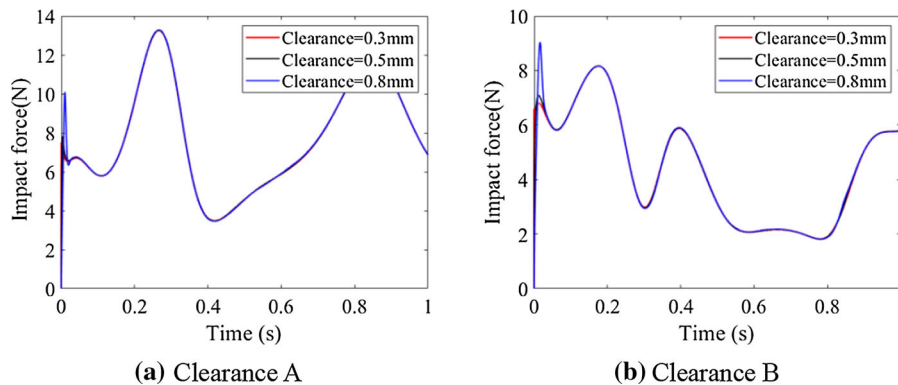 14
12
10
8
6
4
2
0
Impact force(N)
Clearance=0.3mm
Clearance=0.5mm
Clearance=0.8mm
0
0.2
0.4
0.6
0.8
1
Time (s)
(a) Clearance A
10
8
6
4
2
0
Impact force(N)
Clearance=0.3mm
Clearance=0.5mm
Clearance=0.8mm
0
0.2
0.4
0.6
0.8
Time (s)
(b) Clearance B